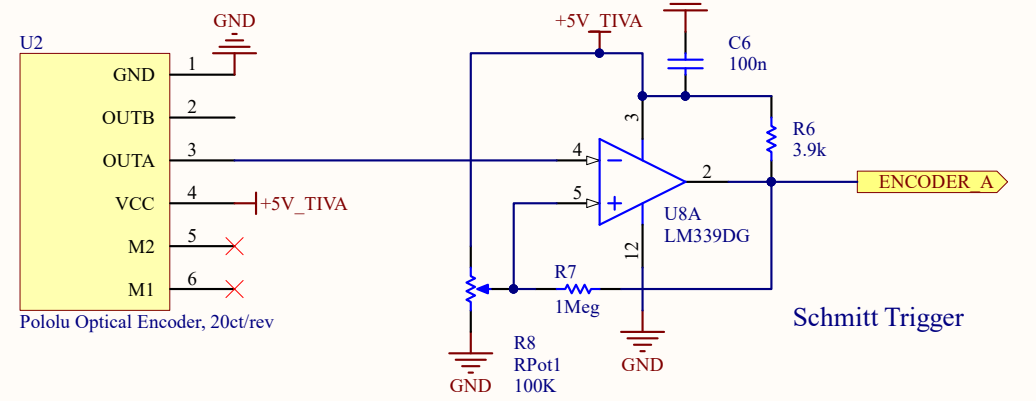 U2
GND
GND
1
OUTB
2
OUTA
3
VCC
4
+5V_TIVA
M2
5
M1
6
Pololu Optical Encoder, 20ct/rev
+5V_TIVA
C6
100n
3
R6
3.9k
4
5
2
ENCODER_A
U8A
LM339DG
12
R7
1Meg
GND
R8
RPot1
100K
GND
Schmitt Trigger